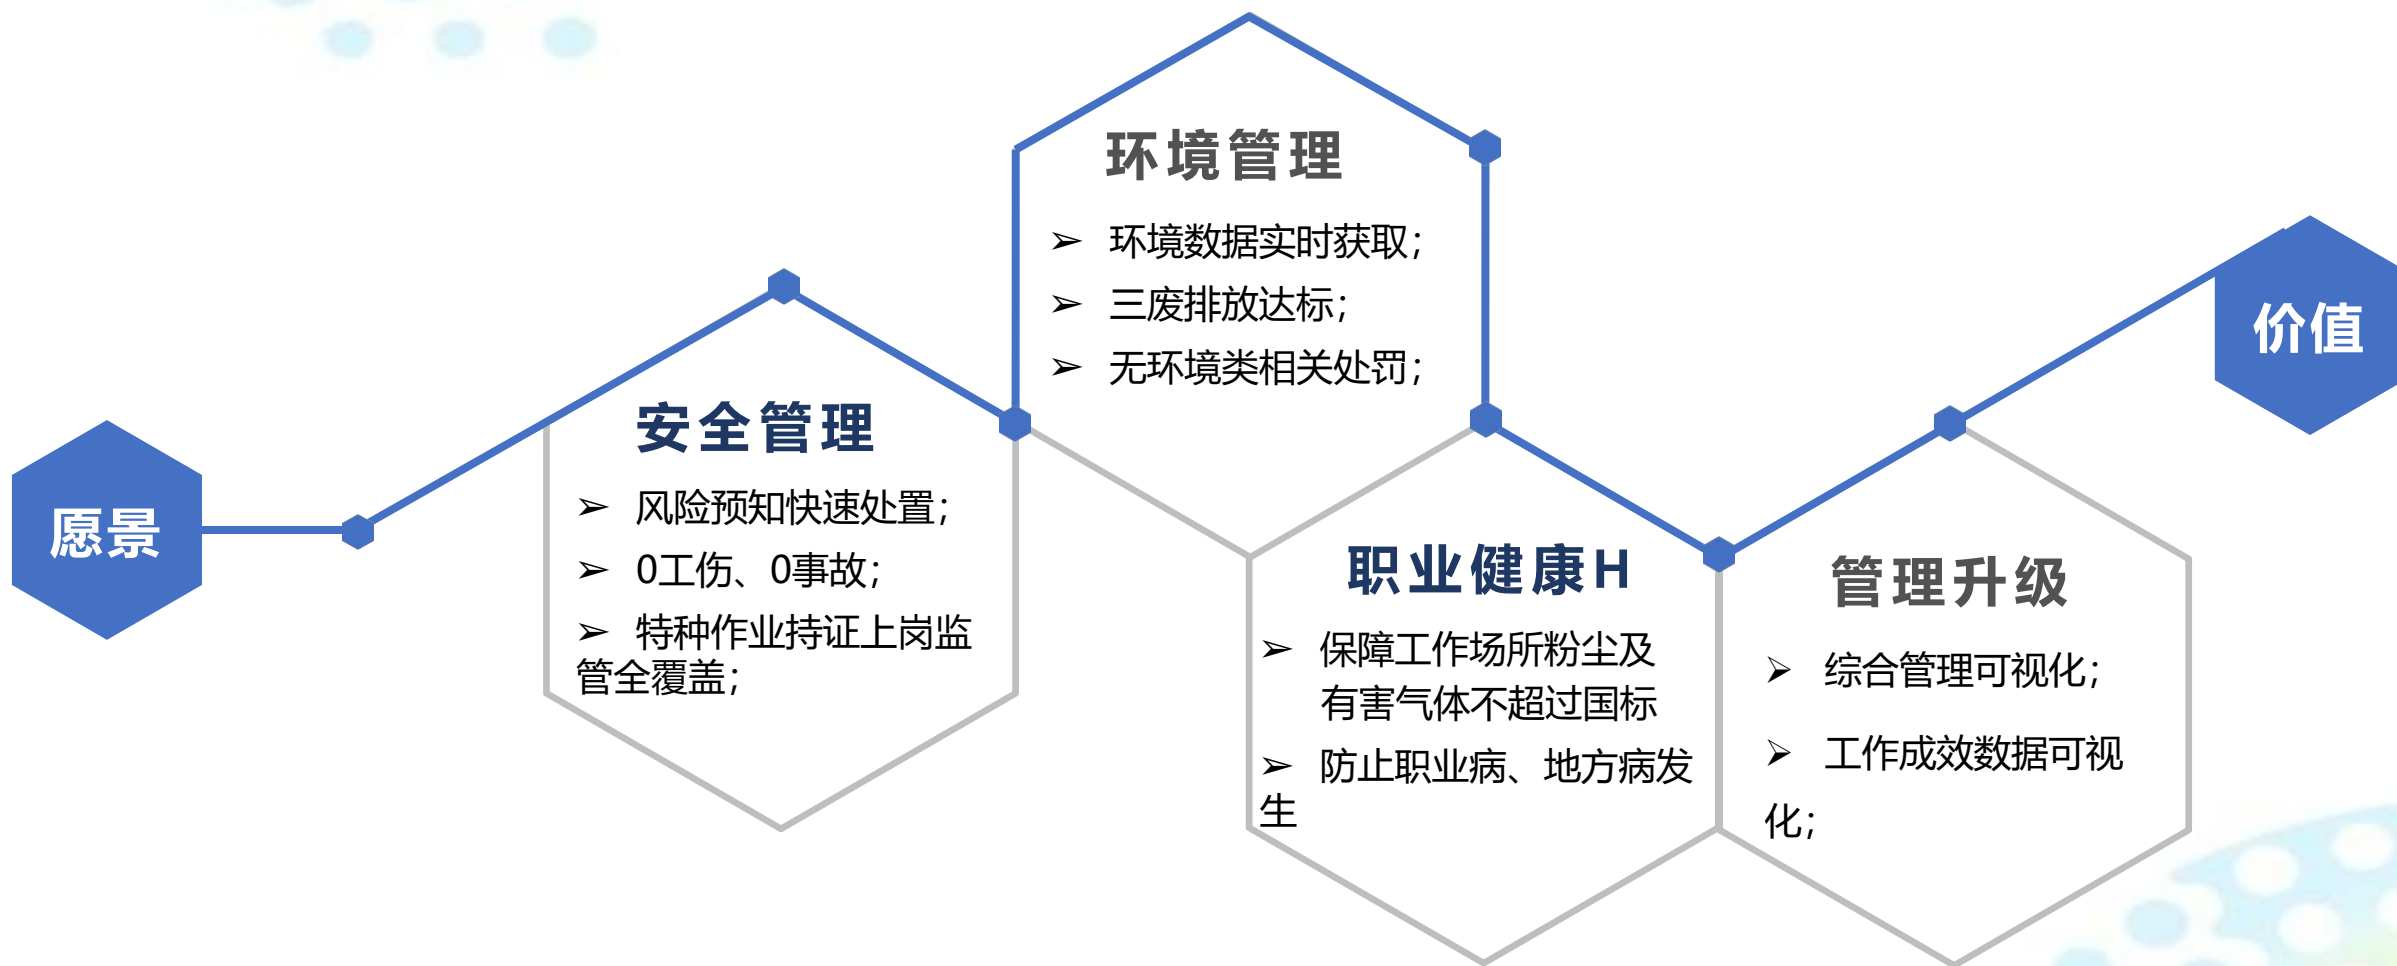 愿景
安全管理
➢ 风险预知快速处置；
➢ 0工伤、0事故；
➢ 特种作业持证上岗监
管全覆盖；
环境管理
➢ 环境数据实时获取；
➢ 三废排放达标；
➢ 无环境类相关处罚；
职业健康H
➢ 保障工作场所粉尘及
有害气体不超过国标
➢ 防止职业病、地方病发
生
管理升级
➢ 综合管理可视化；
➢ 工作成效数据可视
化；
价值